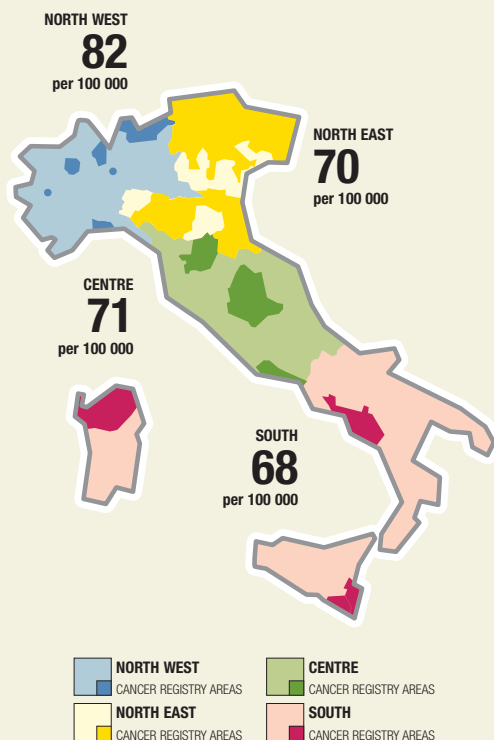 NORTH WEST
82
per 100 000
NORTH EAST
70
per 100 000
CENTRE
71
per 100 000
SOUTH
68
per 100 000
NORTH WEST
CANCER REGISTRY AREAS
CENTRE
CANCER REGISTRY AREAS
NORTH EAST
CANCER REGISTRY AREAS
SOUTH
CANCER REGISTRY AREAS